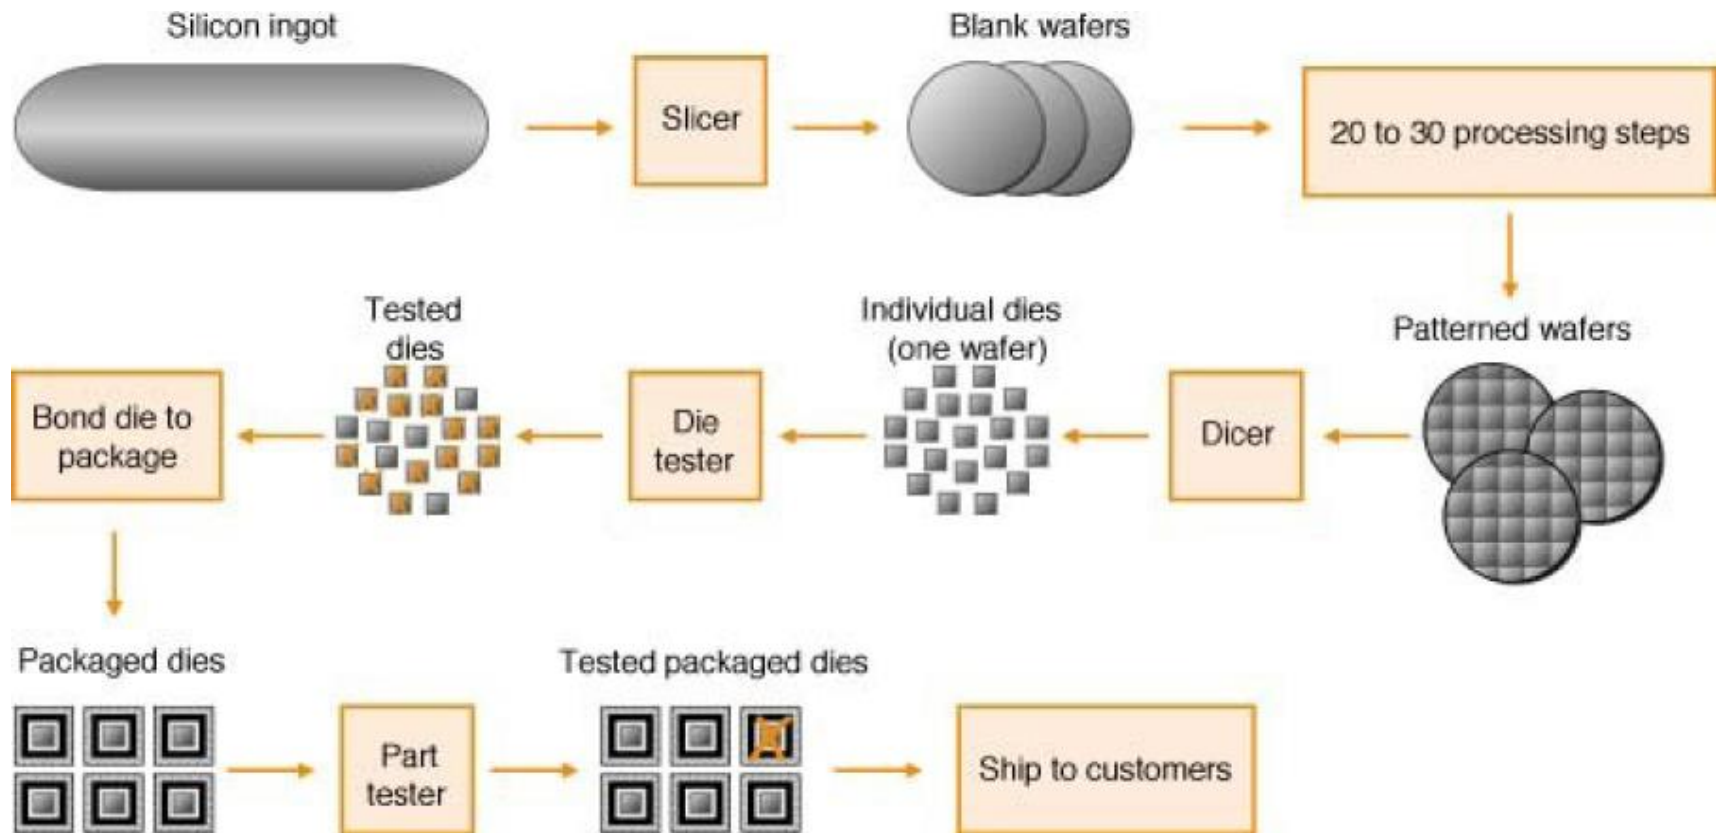 Silicon ingot
Slicer
Blank wafers
20 to 30 processing steps
Patterned wafers
Dicer
Individual dies
(one wafer)
Die
tester
Tested
dies
Bond die to
package
Packaged dies
Part
tester
Tested packaged dies
Ship to customers